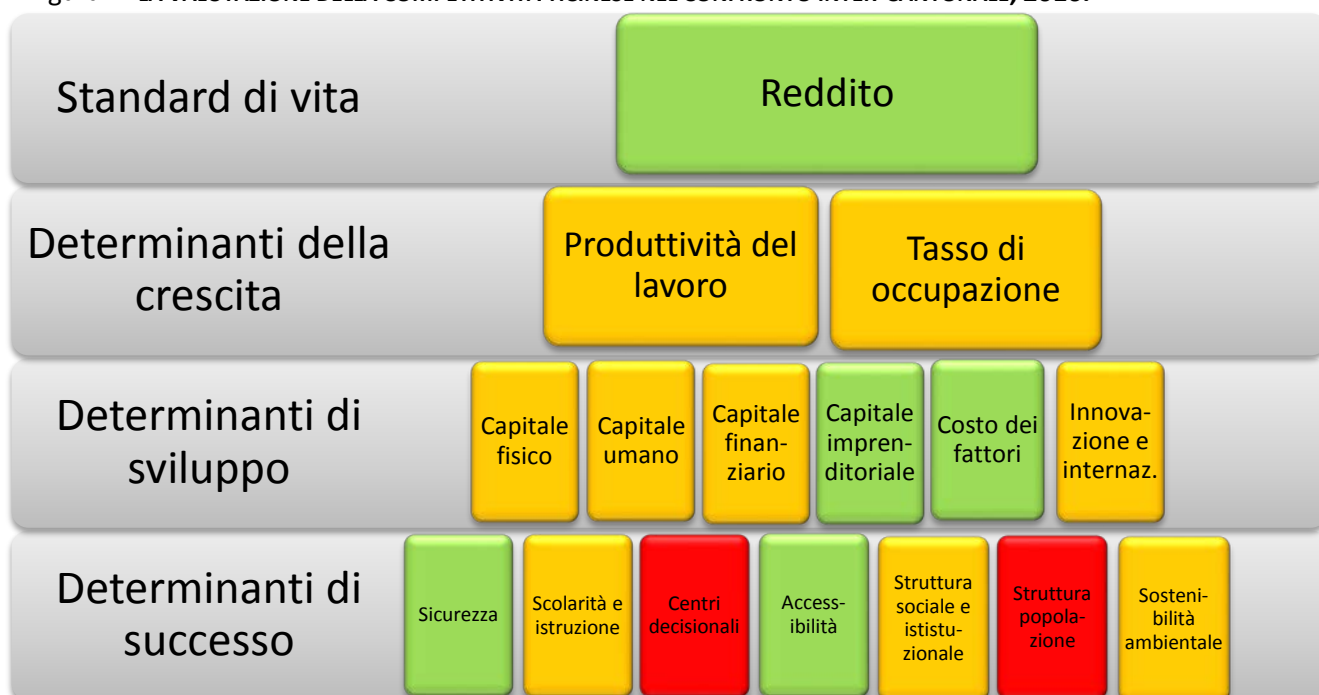 Standard di vita
Reddito
Determinanti della
crescita
Produttività del
lavoro
Tasso di
occupazione
Determinanti di
sviluppo
Capitale
fisico
Capitale
umano
Capitale
finan-
ziario
Capitale
impren-
ditoriale
Costo dei
fattori
Innova-
zione e
internaz.
Determinanti di
successo
Sicurezza
Scolarità e
istruzione
Centri
decisionali
Access-
ibilità
Struttura
sociale e
ististu-
zionale
Struttura
popola-
zione
Sosteni-
bilità
ambientale